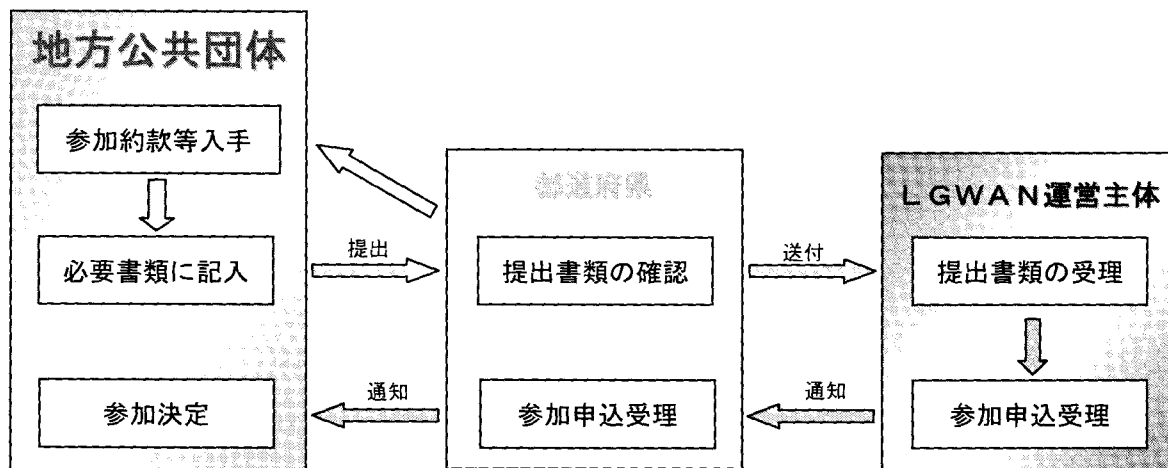 地方公共団体
参加約款等入手
都道府県
LGWAN運営主体
必要書類に記入
提出
提出書類の確認
送付
提出書類の受理
参加決定
通知
参加申込受理
通知
参加申込受理